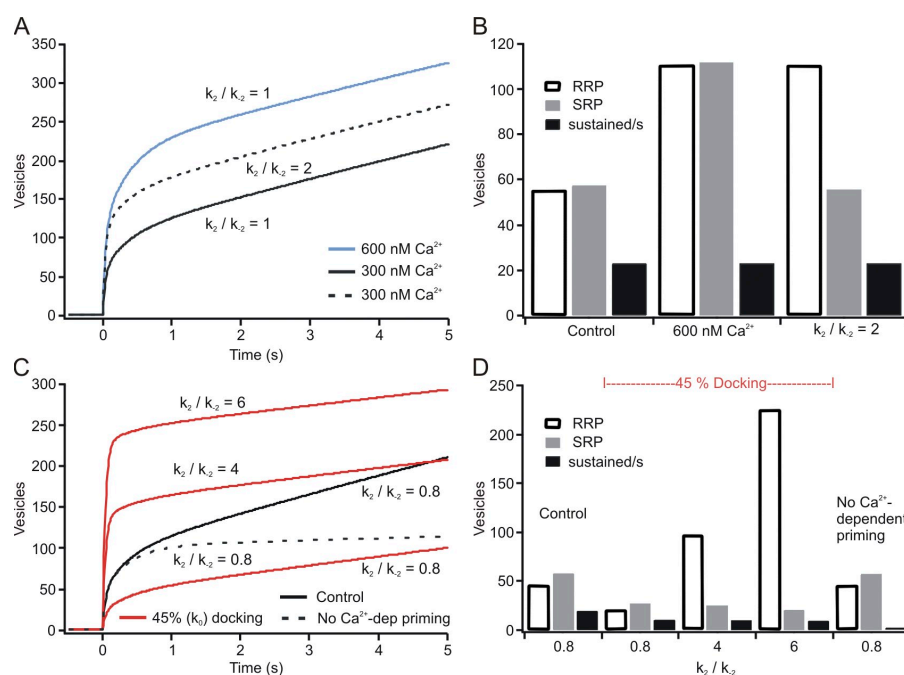 A
350
300
250
200
150
100
50
0
Vesicles
k₂ / k₋₂ = 1
k₂ / k₋₂ = 2
k₂ / k₋₂ = 1
600 nM Ca²⁺
300 nM Ca²⁺
300 nM Ca²⁺
0 1 2 3 4 5
Time (s)
B
120
100
80
60
40
20
0
Vesicles
RRP
SRP
sustained/s
Control 600 nM Ca²⁺ k₂ / k₋₂ = 2
C
300
250
200
150
100
50
0
Vesicles
k₂ / k₋₂ = 6
k₂ / k₋₂ = 4
k₂ / k₋₂ = 0.8
k₂ / k₋₂ = 0.8
k₂ / k₋₂ = 0.8
Control
45% (k₀) docking
No Ca²⁺-dep priming
0 1 2 3 4 5
Time (s)
D
I--------------45 % Docking-------------I
250
200
150
100
50
0
Vesicles
RRP
SRP
sustained/s
Control
No Ca²⁺-
dependent
priming
0.8 0.8 4 6 0.8
k₂ / k₋₂